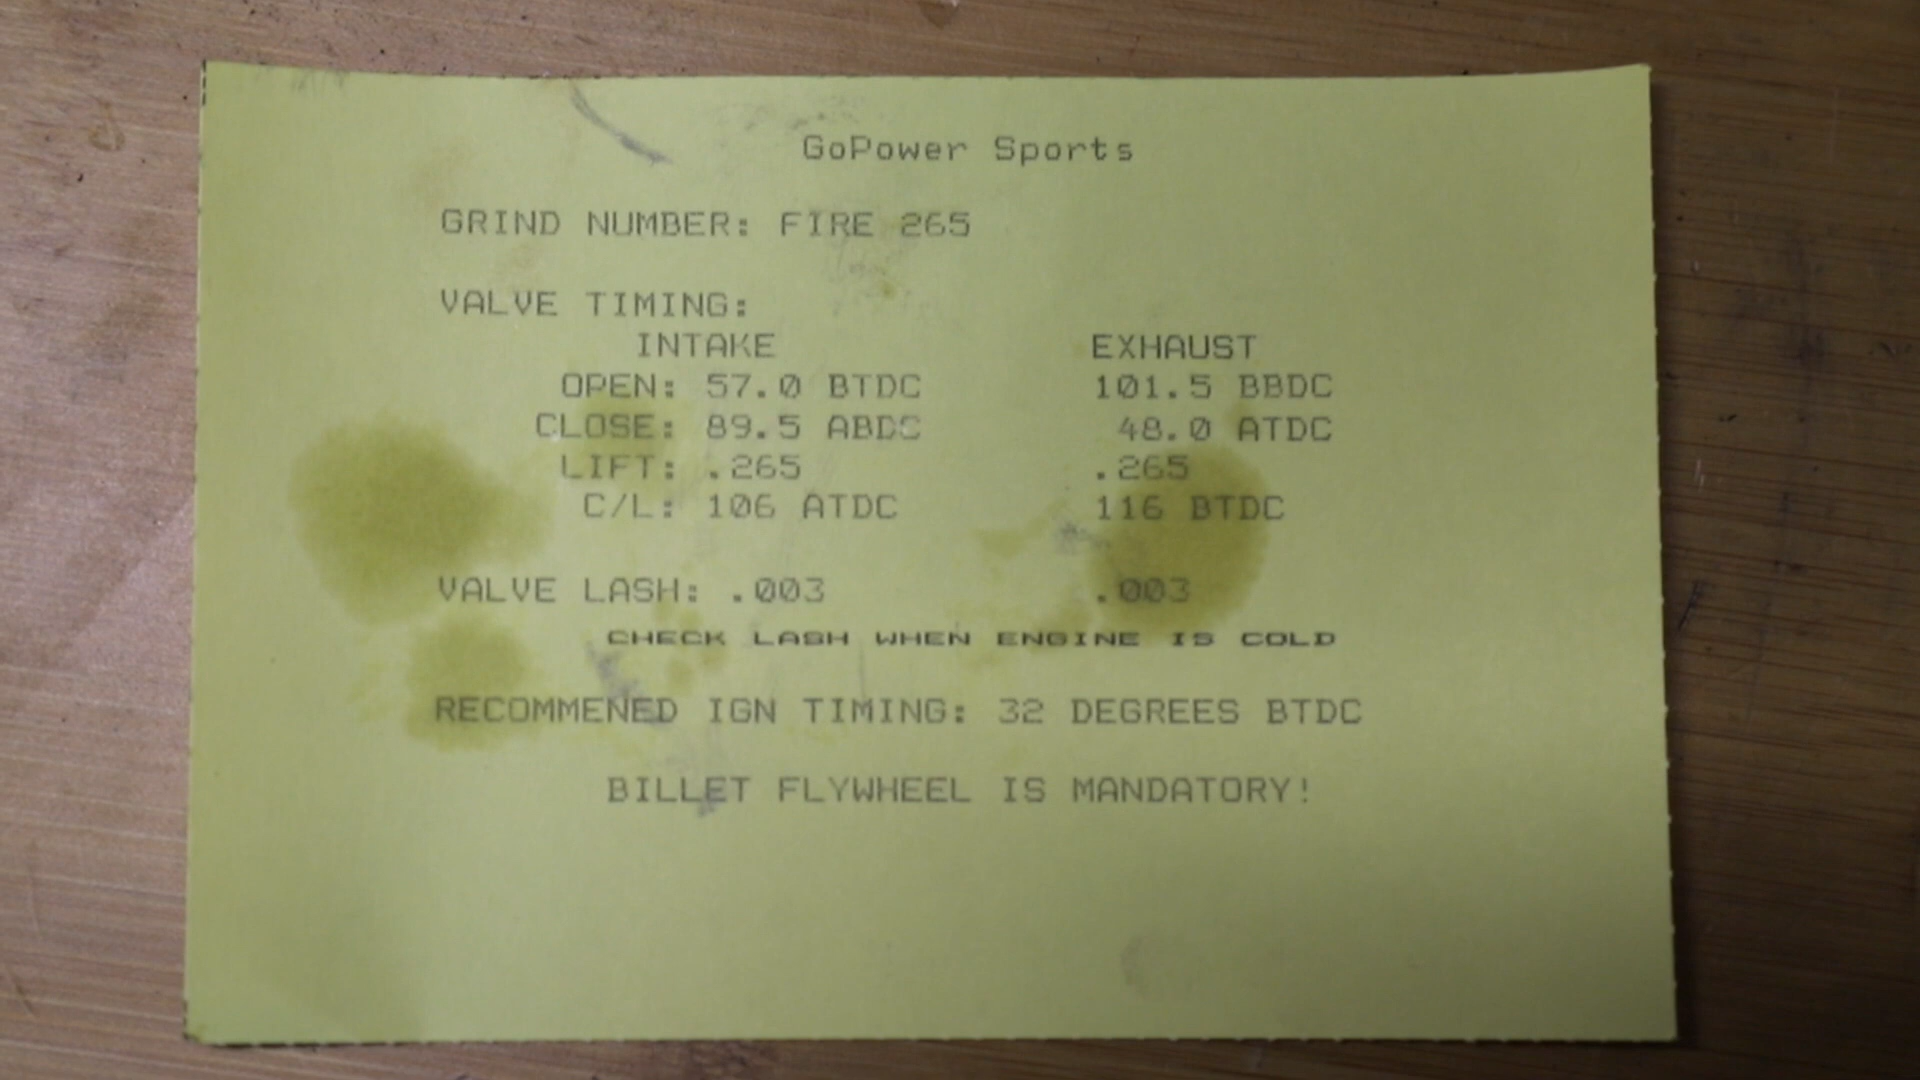 GoPower Sports
GRIND NUMBER: FIRE 265
VALVE TIMING:
INTAKE EXHAUST
OPEN: 57.0 BTDC 101.5 BBDC
CLOSE: 89.5 ABDC 48.0 ATDC
LIFT: .265 .265
C/L: 106 ATDC 116 BTDC
VALVE LASH: .003 .003
CHECK LASH WHEN ENGINE IS COLD
RECOMMENED IGN TIMING: 32 DEGREES BTDC
BILLET FLYWHEEL IS MANDATORY!